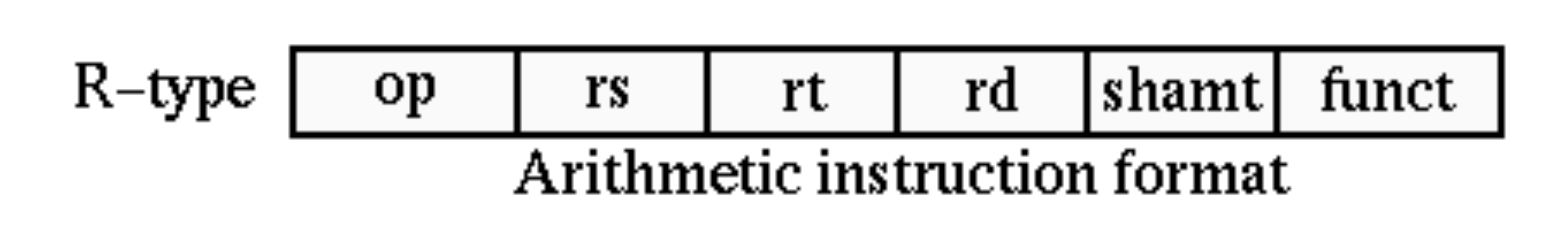 R–type op rs rt rd shamt funct
Arithmetic instruction format